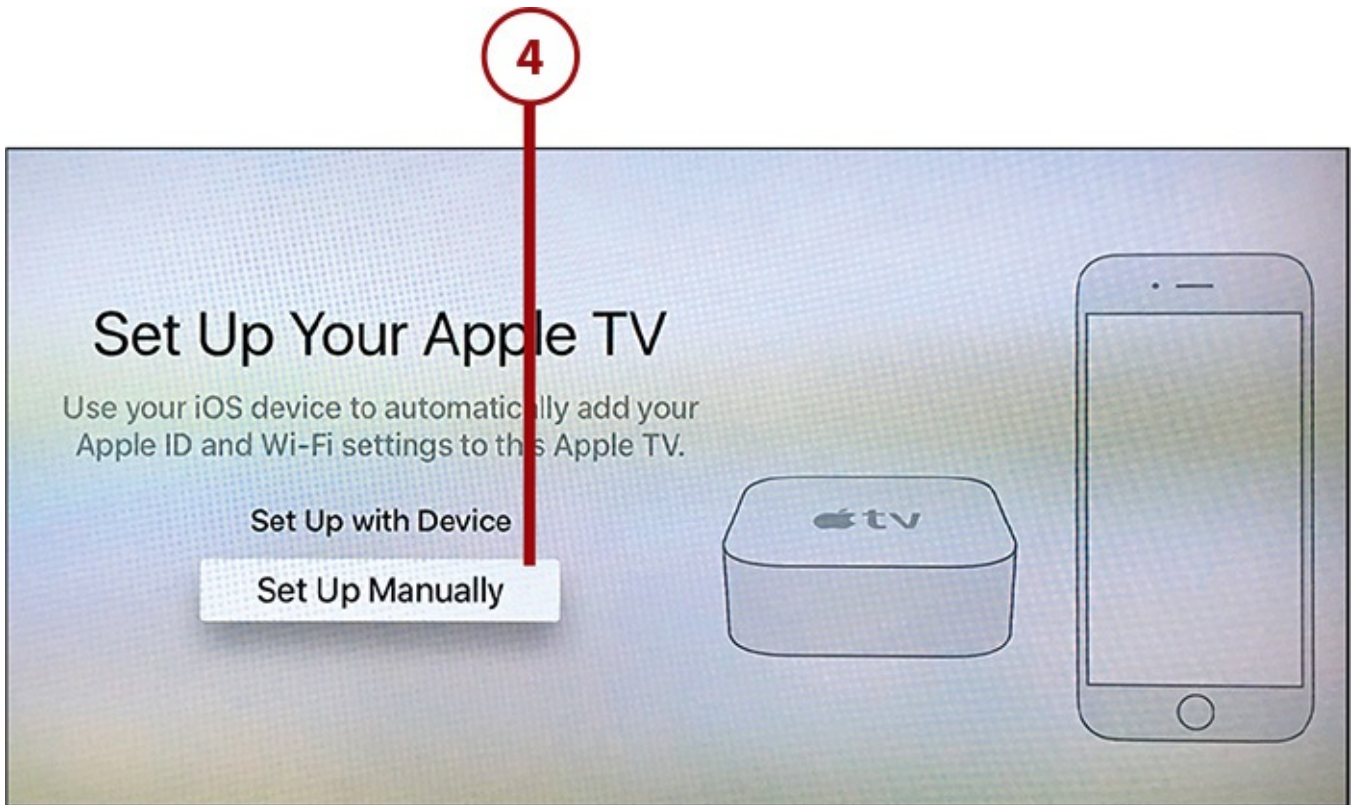 4
Set Up Your Apple TV
Use your iOS device to automatically add your
Apple ID and Wi-Fi settings to this Apple TV.
Set Up with Device
Set Up Manually
tv